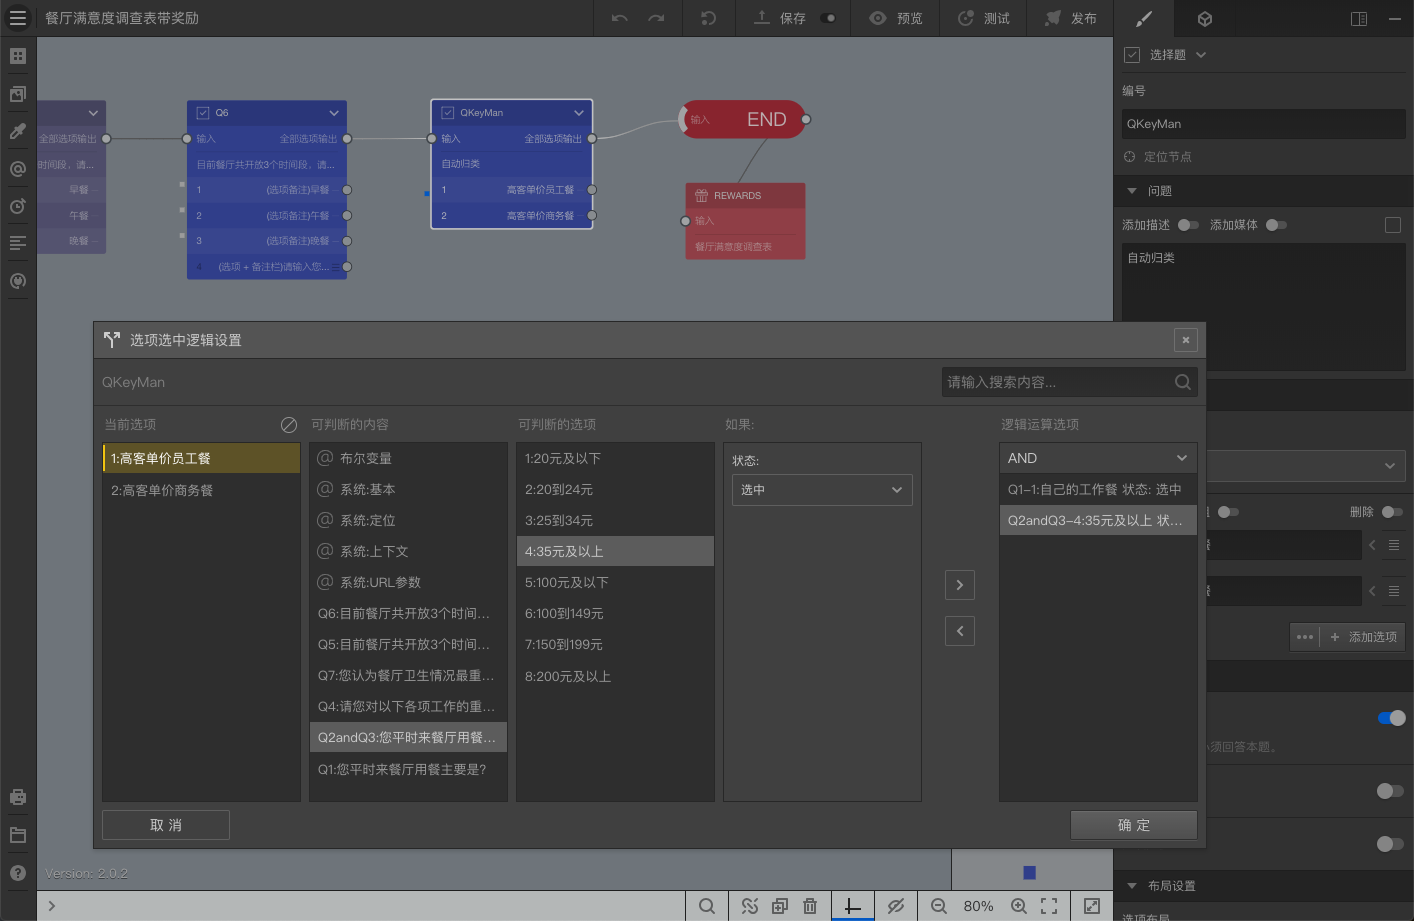 餐厅满意度调查表带奖励
保存
预览
测试
发布
选择题
编号
QKeyMan
定位节点
问题
添加描述
添加媒体
自动归类
全部选项输出
时间段，请...
早餐
午餐
晚餐
Q6
输入
全部选项输出
目前餐厅共开放3个时间段，请...
1 (选项备注)早餐
2 (选项备注)午餐
3 (选项备注)晚餐
4 (选项 + 备注栏)请输入您...
QKeyMan
输入
全部选项输出
自动归类
1 高客单价员工餐
2 高客单价商务餐
输入
END
REWARDS
输入
餐厅满意度调查表
选项选中逻辑设置
QKeyMan
请输入搜索内容...
当前选项
可判断的内容
可判断的选项
如果:
逻辑运算选项
1:高客单价员工餐
2:高客单价商务餐
@ 布尔变量
@ 系统:基本
@ 系统:定位
@ 系统:上下文
@ 系统:URL参数
Q6:目前餐厅共开放3个时间...
Q5:目前餐厅共开放3个时间...
Q7:您认为餐厅卫生情况最重...
Q4:请您对以下各项工作的重...
Q2andQ3:您平时来餐厅用餐...
Q1:您平时来餐厅用餐主要是?
1:20元及以下
2:20到24元
3:25到34元
4:35元及以上
5:100元及以下
6:100到149元
7:150到199元
8:200元及以上
状态:
选中
AND
Q1-1:自己的工作餐 状态: 选中
Q2andQ3-4:35元及以上 状...
取 消
确 定
删除
添加选项
须回答本题。
布局设置
选项布局
Version: 2.0.2
80%